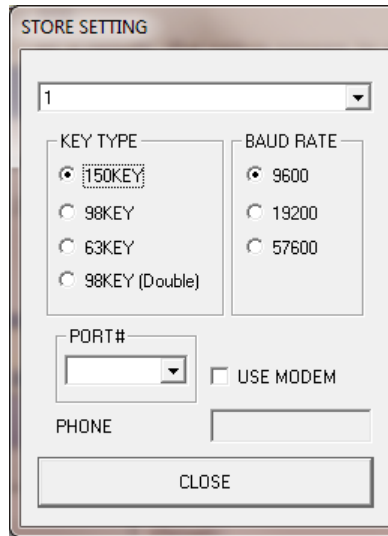 STORE SETTING
1
KEY TYPE
150KEY
98KEY
63KEY
98KEY (Double)
BAUD RATE
9600
19200
57600
PORT#
USE MODEM
PHONE
CLOSE